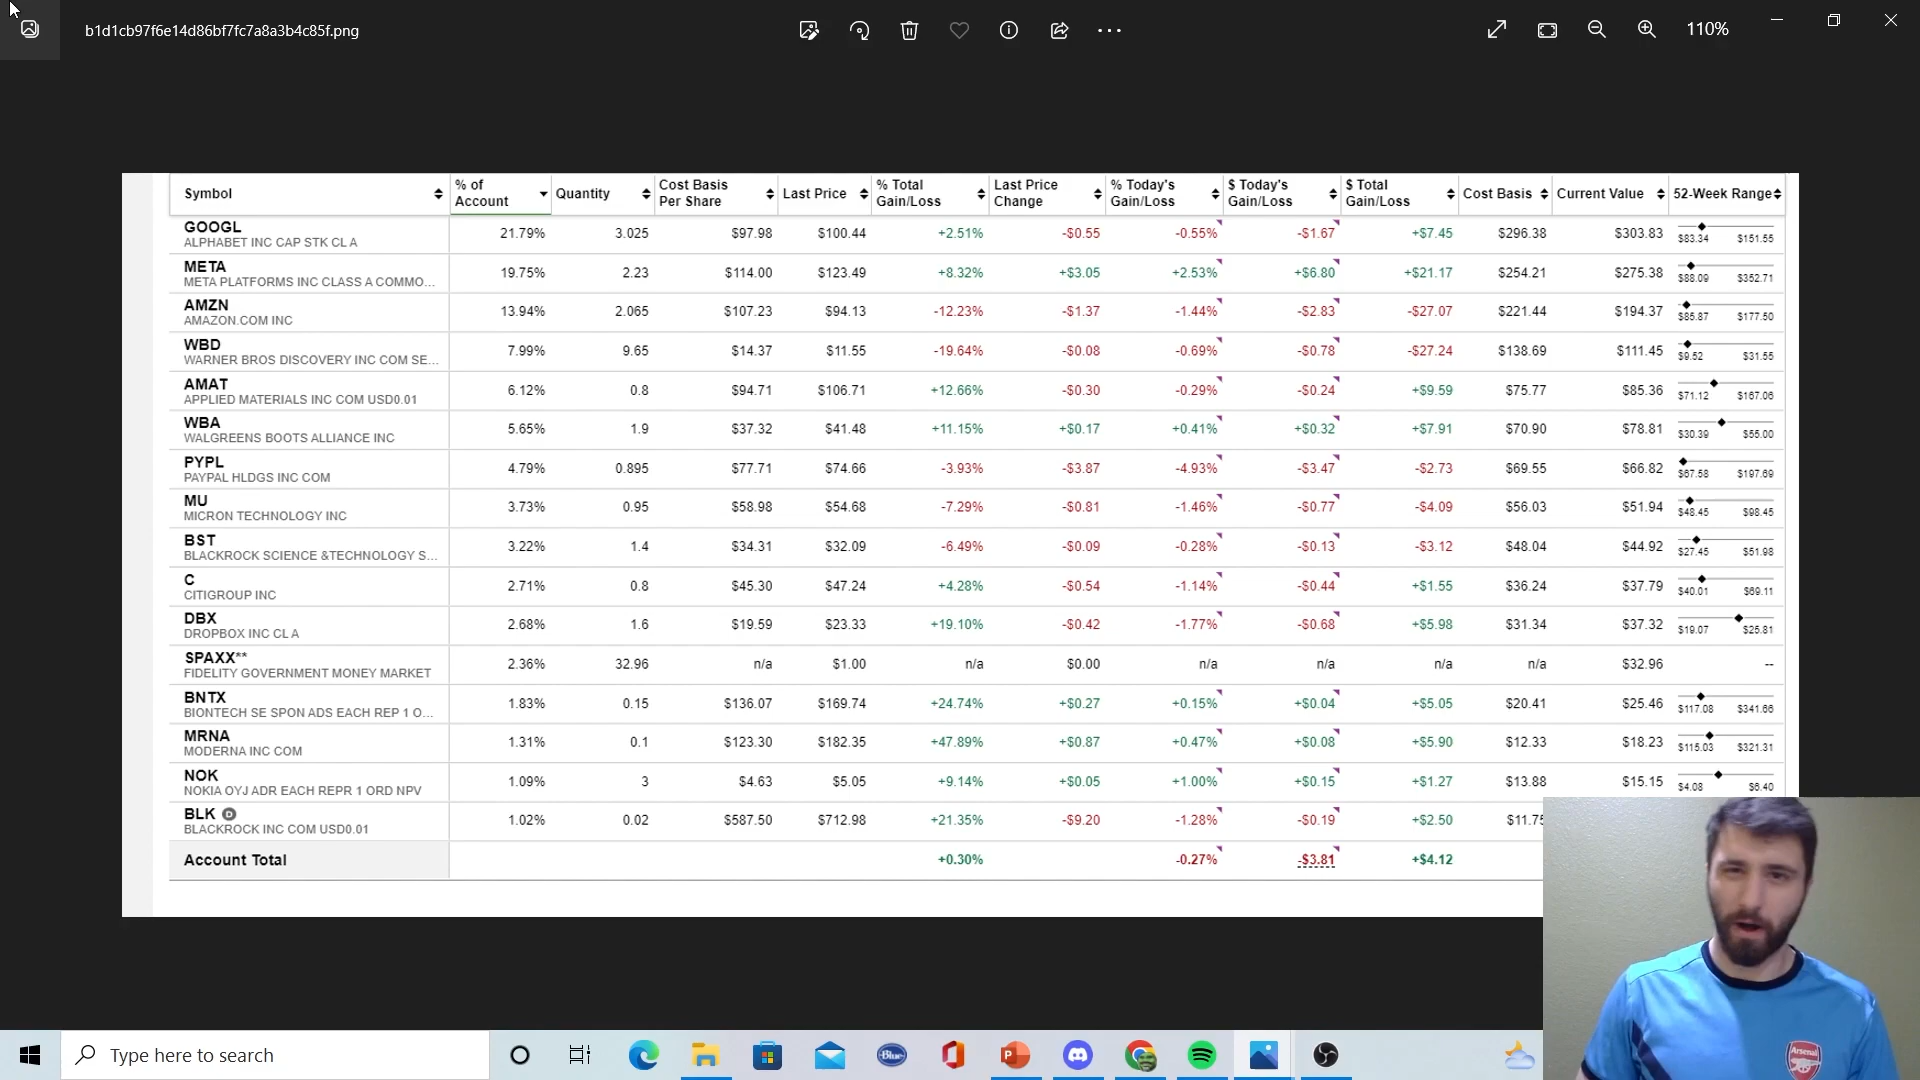 b1d1cb97f6e14d86bf7fc7a8a3b4c85f.png
110%
Symbol % of Account Quantity Cost Basis Per Share Last Price % Total Gain/Loss Last Price Change % Today's Gain/Loss $ Today's Gain/Loss $ Total Gain/Loss Cost Basis Current Value 52-Week Range
GOOGL
ALPHABET INC CAP STK CL A
21.79% 3.025 $97.98 $100.44 +2.51% -$0.55 -0.55% -$1.67 +$7.45 $296.38 $303.83 $83.34 $151.55
META
META PLATFORMS INC CLASS A COMMO...
19.75% 2.23 $114.00 $123.49 +8.32% +$3.05 +2.53% +$6.80 +$21.17 $254.21 $275.38 $88.09 $352.71
AMZN
AMAZON.COM INC
13.94% 2.065 $107.23 $94.13 -12.23% -$1.37 -1.44% -$2.83 -$27.07 $221.44 $194.37 $85.87 $177.50
WBD
WARNER BROS DISCOVERY INC COM SE...
7.99% 9.65 $14.37 $11.55 -19.64% -$0.08 -0.69% -$0.78 -$27.24 $138.69 $111.45 $9.52 $31.55
AMAT
APPLIED MATERIALS INC COM USD0.01
6.12% 0.8 $94.71 $106.71 +12.66% -$0.30 -0.29% -$0.24 +$9.59 $75.77 $85.36 $71.12 $167.06
WBA
WALGREENS BOOTS ALLIANCE INC
5.65% 1.9 $37.32 $41.48 +11.15% +$0.17 +0.41% +$0.32 +$7.91 $70.90 $78.81 $30.39 $55.00
PYPL
PAYPAL HLDGS INC COM
4.79% 0.895 $77.71 $74.66 -3.93% -$3.87 -4.93% -$3.47 -$2.73 $69.55 $66.82 $67.58 $197.69
MU
MICRON TECHNOLOGY INC
3.73% 0.95 $58.98 $54.68 -7.29% -$0.81 -1.46% -$0.77 -$4.09 $56.03 $51.94 $48.45 $98.45
BST
BLACKROCK SCIENCE &TECHNOLOGY S...
3.22% 1.4 $34.31 $32.09 -6.49% -$0.09 -0.28% -$0.13 -$3.12 $48.04 $44.92 $27.45 $51.98
C
CITIGROUP INC
2.71% 0.8 $45.30 $47.24 +4.28% -$0.54 -1.14% -$0.44 +$1.55 $36.24 $37.79 $40.01 $69.11
DBX
DROPBOX INC CL A
2.68% 1.6 $19.59 $23.33 +19.10% -$0.42 -1.77% -$0.68 +$5.98 $31.34 $37.32 $19.07 $25.81
SPAXX**
FIDELITY GOVERNMENT MONEY MARKET
2.36% 32.96 n/a $1.00 n/a $0.00 n/a n/a n/a n/a $32.96 --
BNTX
BIONTECH SE SPON ADS EACH REP 1 O...
1.83% 0.15 $136.07 $169.74 +24.74% +$0.27 +0.15% +$0.04 +$5.05 $20.41 $25.46 $117.08 $341.66
MRNA
MODERNA INC COM
1.31% 0.1 $123.30 $182.35 +47.89% +$0.87 +0.47% +$0.08 +$5.90 $12.33 $18.23 $115.03 $321.31
NOK
NOKIA OYJ ADR EACH REPR 1 ORD NPV
1.09% 3 $4.63 $5.05 +9.14% +$0.05 +1.00% +$0.15 +$1.27 $13.88 $15.15 $4.08 $6.40
BLK D
BLACKROCK INC COM USD0.01
1.02% 0.02 $587.50 $712.98 +21.35% -$9.20 -1.28% -$0.19 +$2.50 $11.75
Account Total +0.30% -0.27% -$3.81 +$4.12
Arsenal
Type here to search
Blue
P